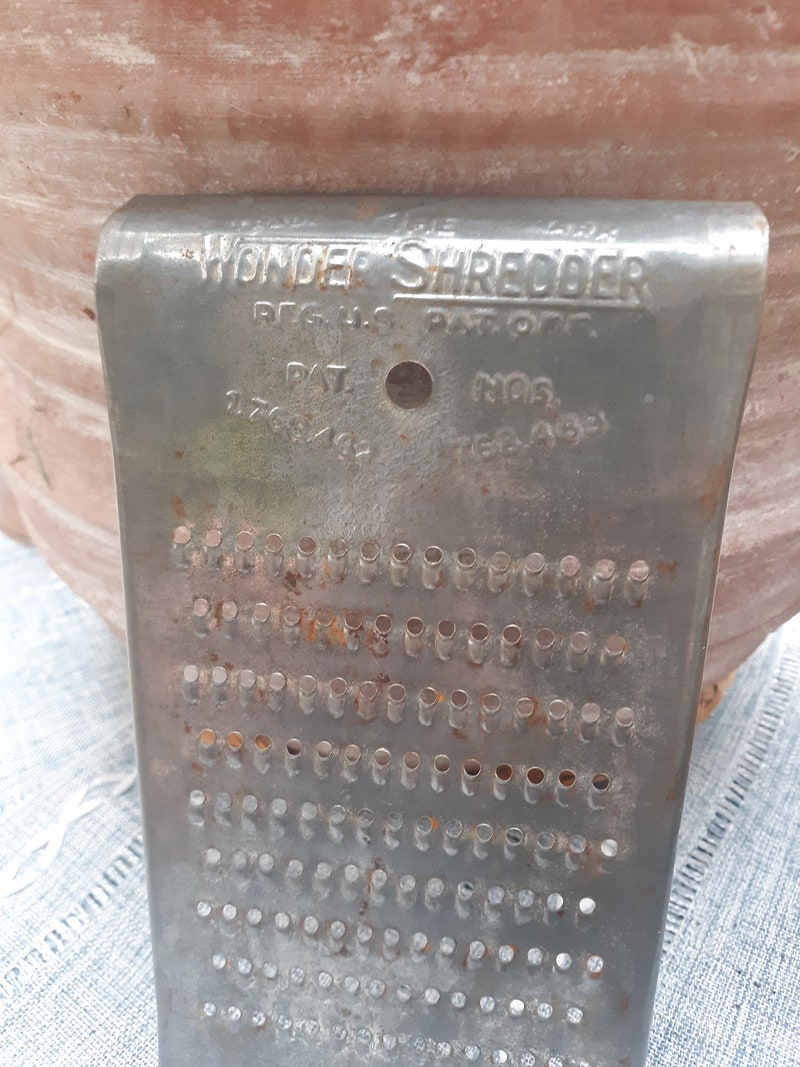 THE
WONDER SHREDDER
REG. U.S. PAT. OFF.
PAT. NOS.